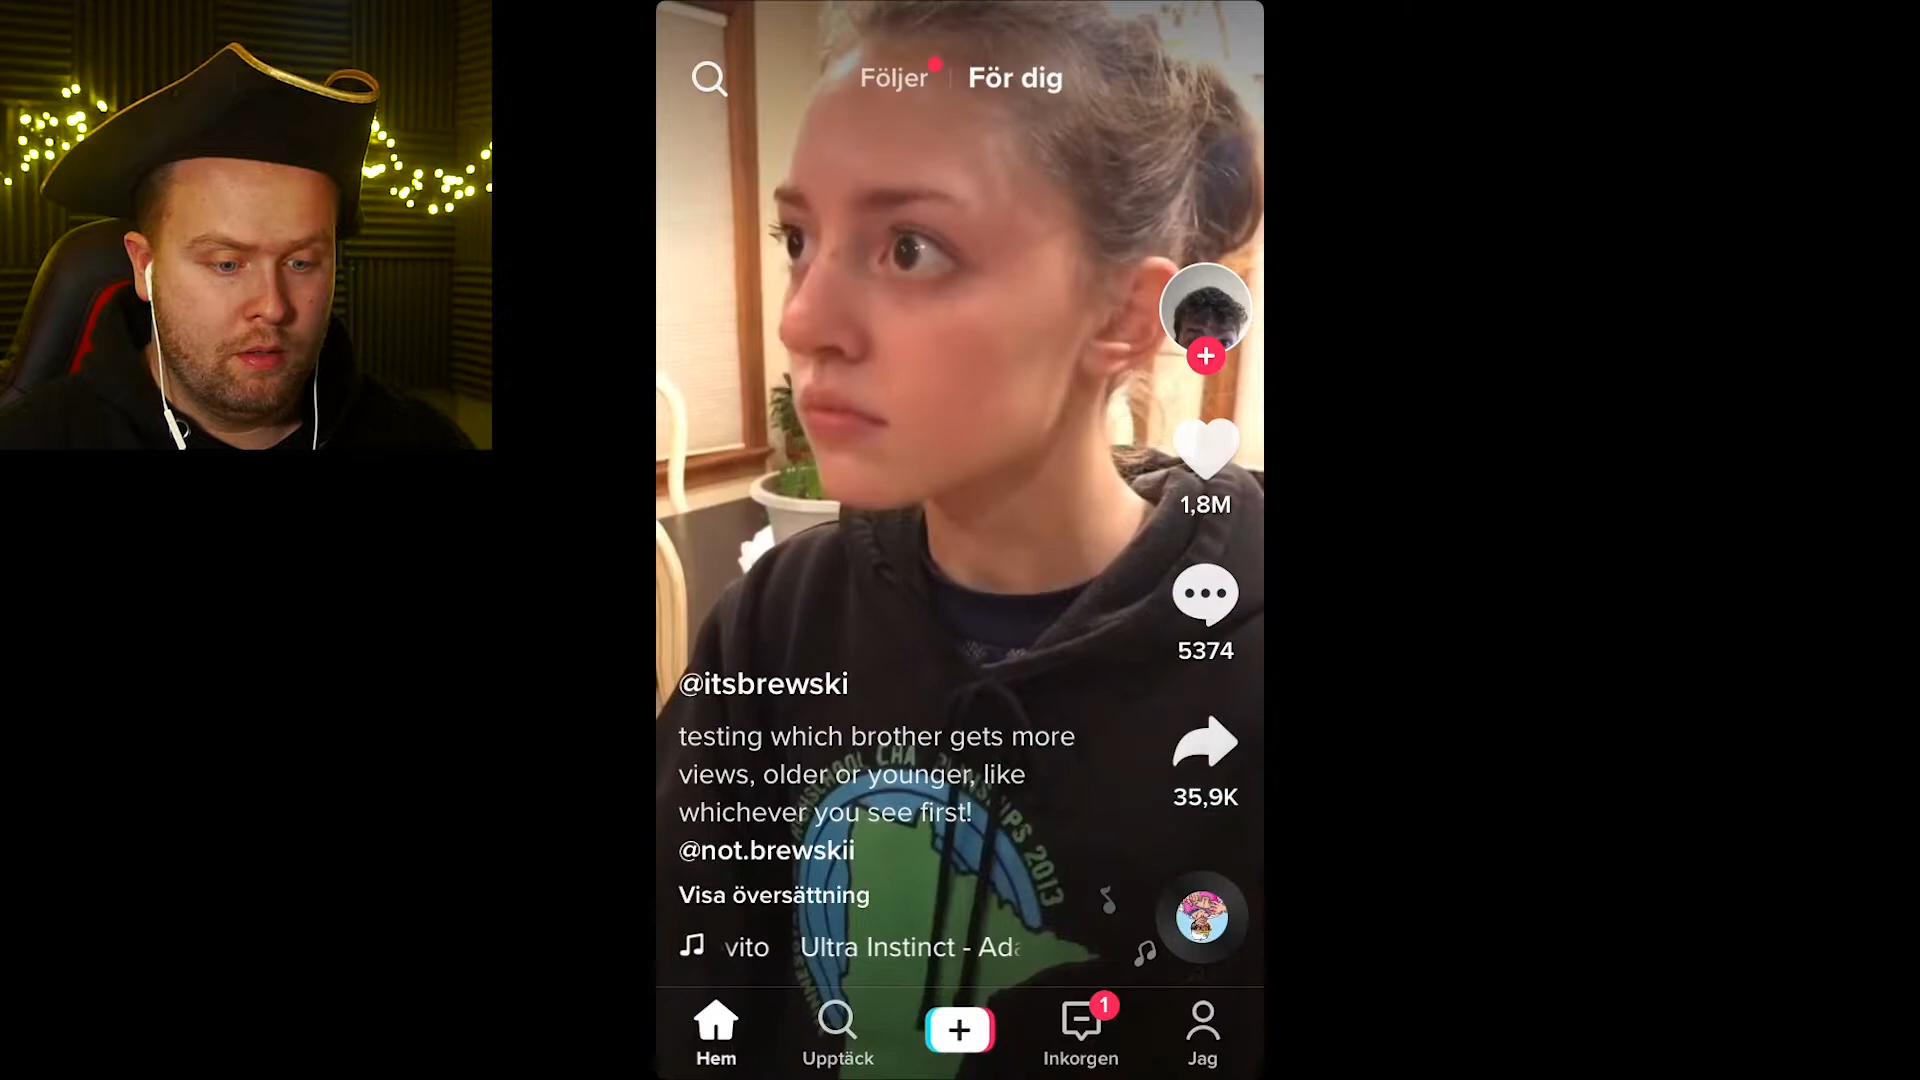 Följer
För dig
1,8M
5374
35,9K
@itsbrewski
testing which brother gets more
views, older or younger, like
whichever you see first!
@not.brewskii
Visa översättning
vito Ultra Instinct - Ad
2013
Hem
Upptäck
Inkorgen
1
Jag